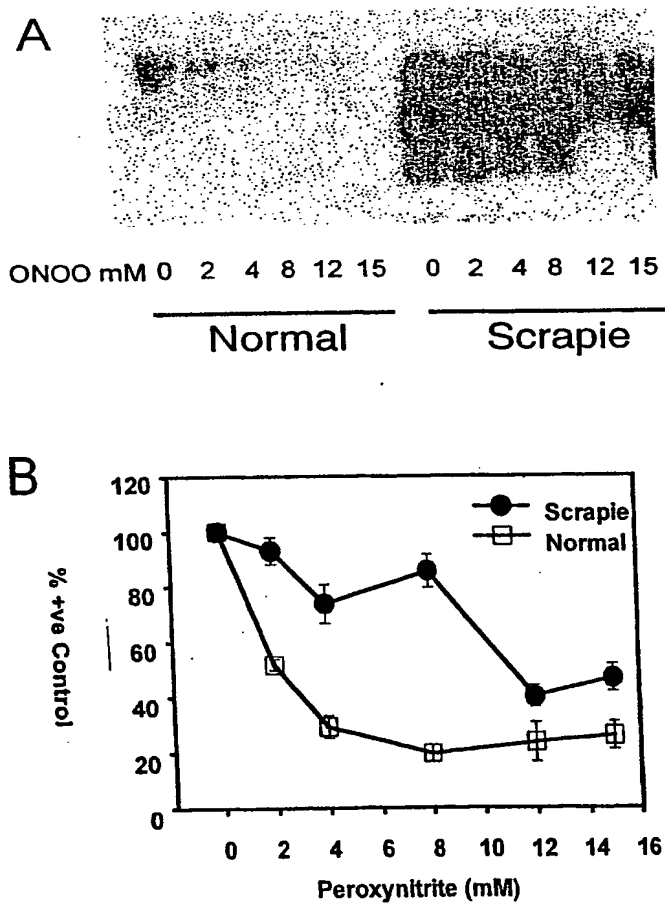 A
ONOO mM 0 2 4 8 12 15 0 2 4 8 12 15
Normal Scrapie
B
120
100
80
60
40
20
0
% +ve Control
Scrapie
Normal
0 2 4 6 8 10 12 14 16
Peroxynitrite (mM)